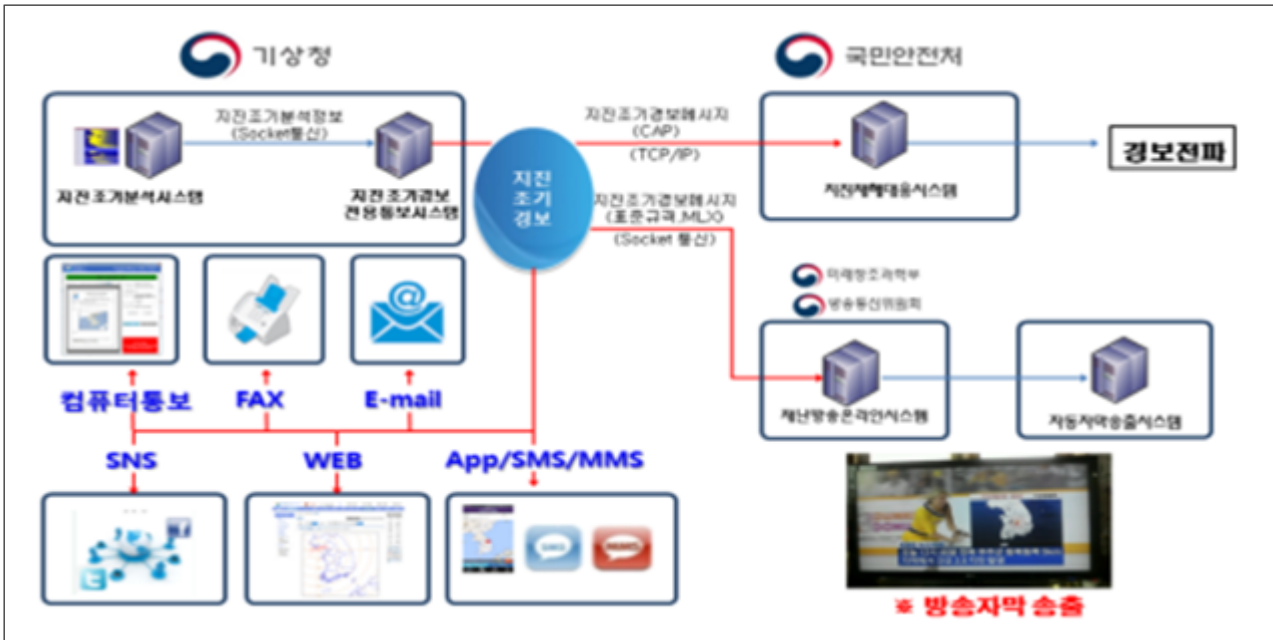 기상청
국민안전처
지진조기분석정보
(Socket통신)
지진조기분석시스템
지진조기경보
전용통보시스템
지진
조기
경보
지진조기경보메시지
(CAP)
(TCP/IP)
지진재해대응시스템
경보전파
지진조기경보메시지
(표준규격,MLX)
(Socket 통신)
미래창조과학부
방송통신위원회
재난방송온라인시스템
자동자막송출시스템
컴퓨터통보
FAX
E-mail
SNS
WEB
App/SMS/MMS
SMS
MMS
※ 방송자막 송출